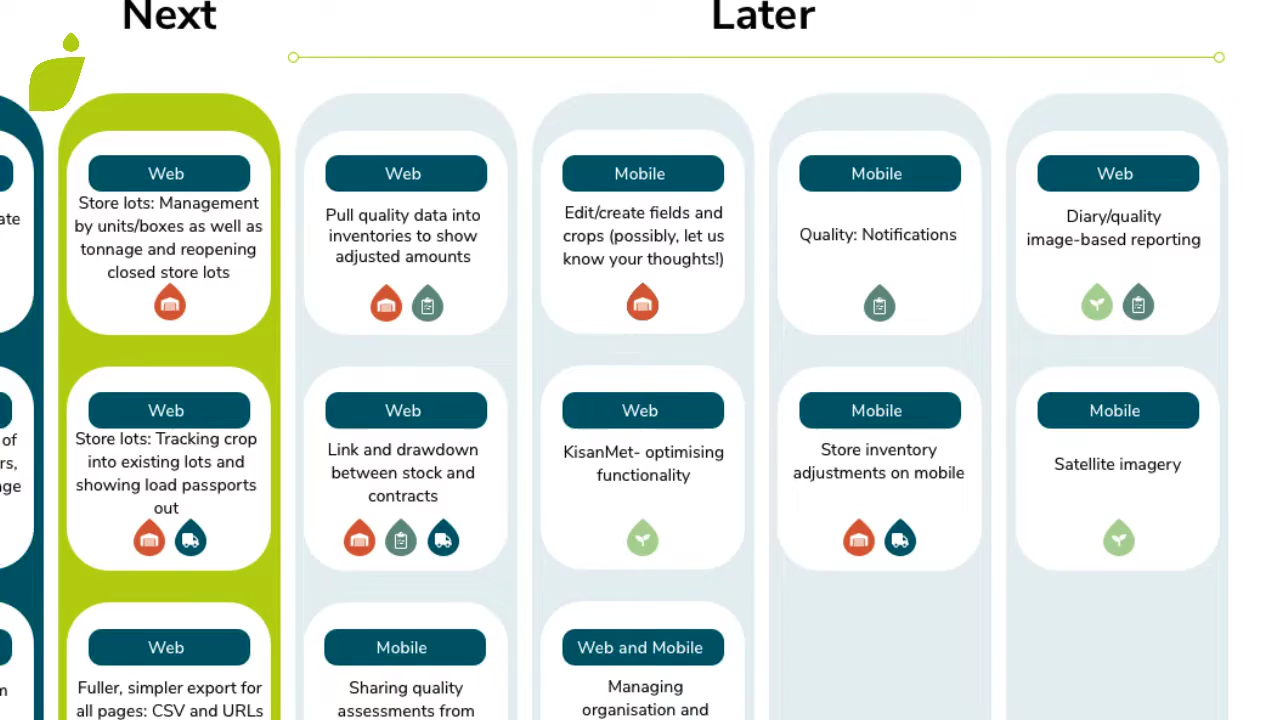 Next
Later
ate
Web
Store lots: Management
by units/boxes as well as
tonnage and reopening
closed store lots
Web
Pull quality data into
inventories to show
adjusted amounts
Mobile
Edit/create fields and
crops (possibly, let us
know your thoughts!)
Mobile
Quality: Notifications
Web
Diary/quality
image-based reporting
of
rs,
age
Web
Store lots: Tracking crop
into existing lots and
showing load passports
out
Web
Link and drawdown
between stock and
contracts
Web
KisanMet- optimising
functionality
Mobile
Store inventory
adjustments on mobile
Mobile
Satellite imagery
Web
Fuller, simpler export for
all pages: CSV and URLs
Mobile
Sharing quality
assessments from
Web and Mobile
Managing
organisation and